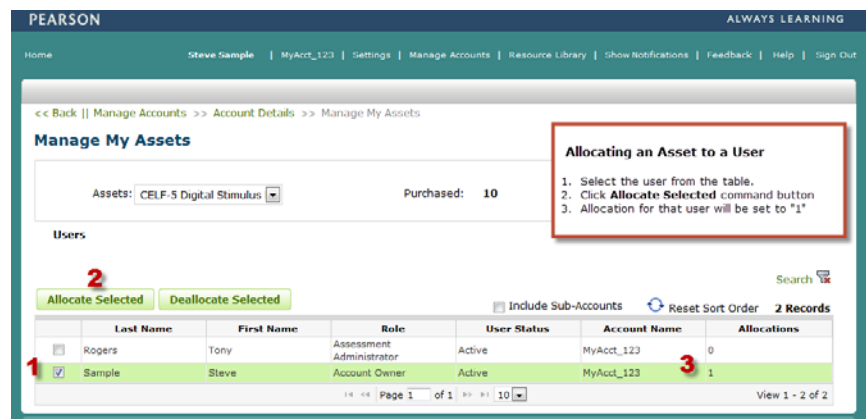 PEARSON ALWAYS LEARNING
Home Steve Sample | MyAcct_123 | Settings | Manage Accounts | Resource Library | Show Notifications | Feedback | Help | Sign Out
<< Back || Manage Accounts >> Account Details >> Manage My Assets
Manage My Assets
Assets: CELF-5 Digital Stimulus Purchased: 10
Allocating an Asset to a User
1. Select the user from the table.
2. Click Allocate Selected command button
3. Allocation for that user will be set to "1"
Users
2
Search
Allocate Selected Deallocate Selected Include Sub-Accounts Reset Sort Order 2 Records
Last Name First Name Role User Status Account Name Allocations
Rogers Tony Assessment Administrator Active MyAcct_123 0
1 Sample Steve Account Owner Active MyAcct_123 3 1
Page 1 of 1 10 View 1 - 2 of 2